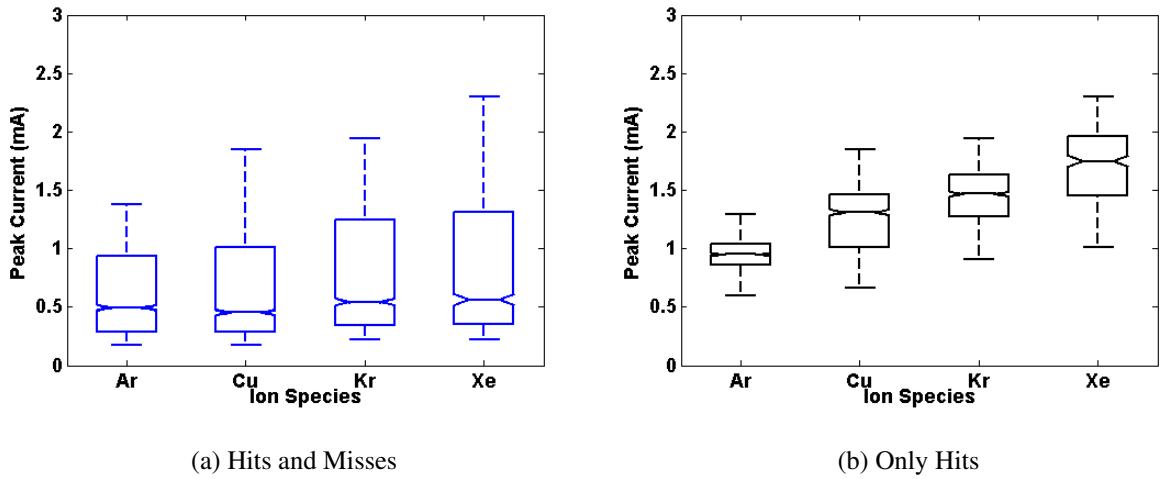 3
2.5
2
1.5
1
0.5
0
Peak Current (mA)
Ar Cu Kr Xe
Ion Species
(a) Hits and Misses
3
2.5
2
1.5
1
0.5
0
Peak Current (mA)
Ar Cu Kr Xe
Ion Species
(b) Only Hits